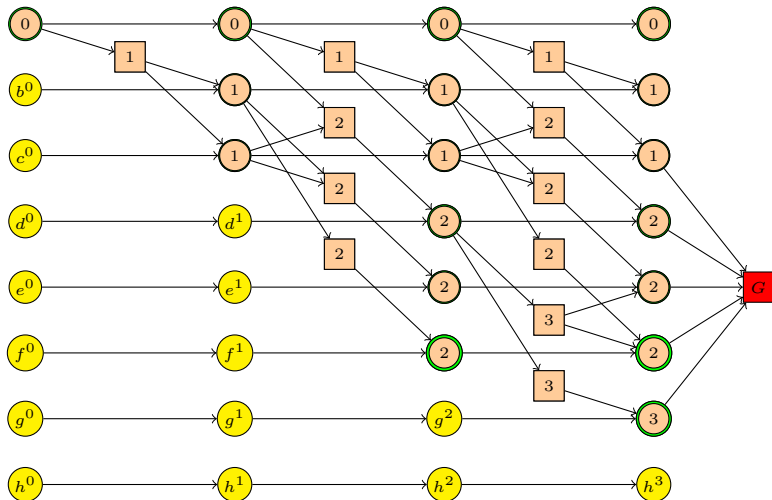 0 0 0 0
1 1 1
b⁰ 1 1 1
2 2
c⁰ 1 1 1
2 2
d⁰ d¹ 2 2
2 2
e⁰ e¹ 2 2 G
3
f⁰ f¹ 2 2
3
g⁰ g¹ g² 3
h⁰ h¹ h² h³